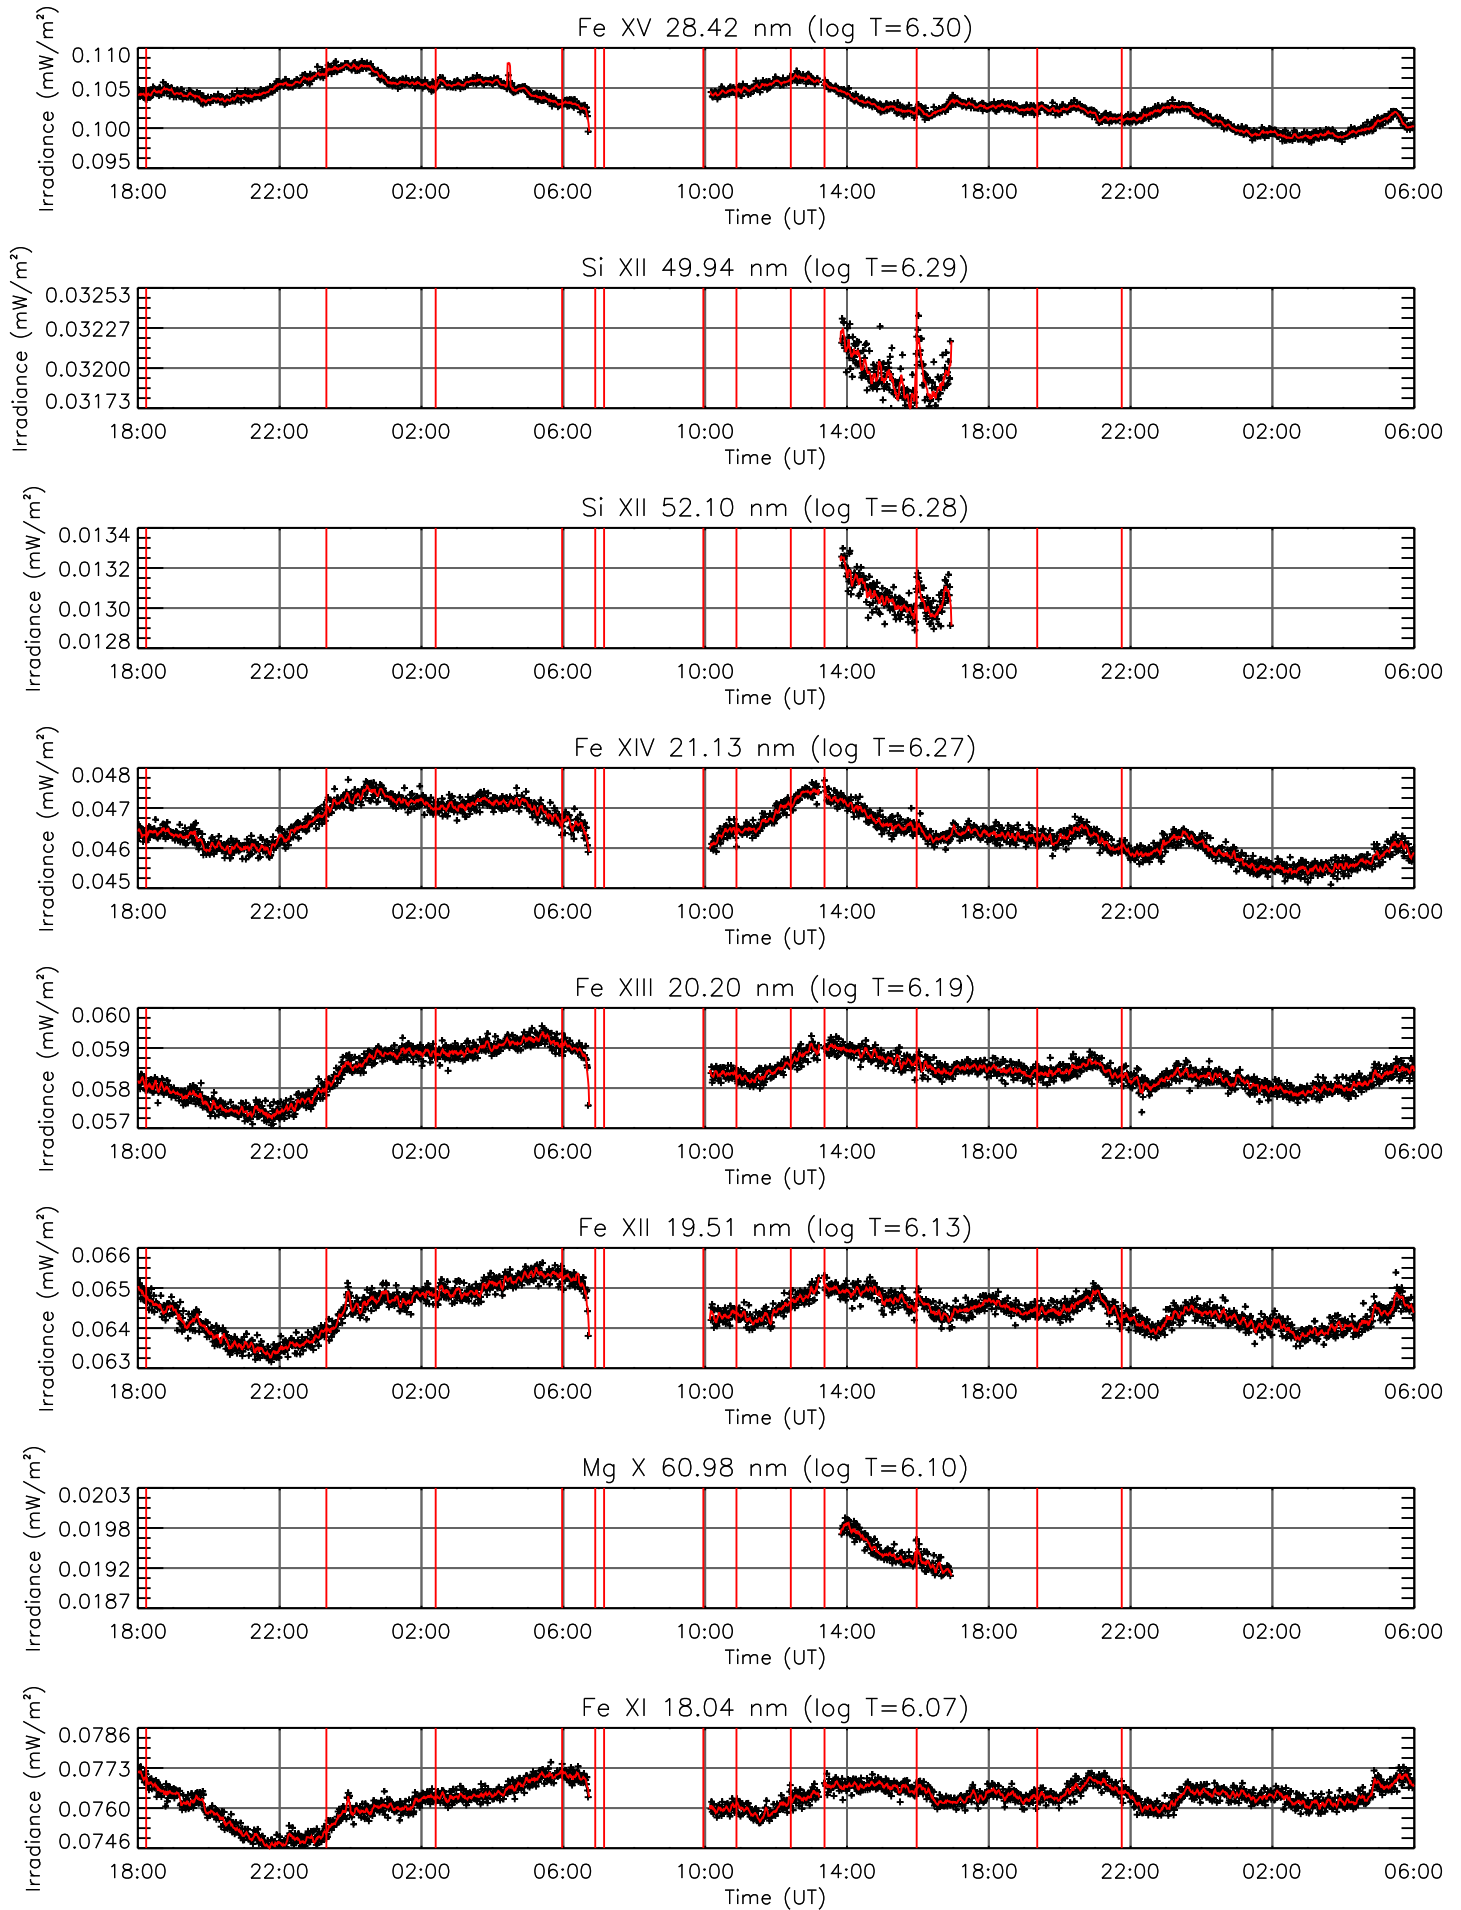 Fe XV 28.42 nm (log T=6.30)
Irradiance (mW/m²)
0.110
0.105
0.100
0.095
18:00 22:00 02:00 06:00 10:00 14:00 18:00 22:00 02:00 06:00
Time (UT)
Si XII 49.94 nm (log T=6.29)
Irradiance (mW/m²)
0.03253
0.03227
0.03200
0.03173
18:00 22:00 02:00 06:00 10:00 14:00 18:00 22:00 02:00 06:00
Time (UT)
Si XII 52.10 nm (log T=6.28)
Irradiance (mW/m²)
0.0134
0.0132
0.0130
0.0128
18:00 22:00 02:00 06:00 10:00 14:00 18:00 22:00 02:00 06:00
Time (UT)
Fe XIV 21.13 nm (log T=6.27)
Irradiance (mW/m²)
0.048
0.047
0.046
0.045
18:00 22:00 02:00 06:00 10:00 14:00 18:00 22:00 02:00 06:00
Time (UT)
Fe XIII 20.20 nm (log T=6.19)
Irradiance (mW/m²)
0.060
0.059
0.058
0.057
18:00 22:00 02:00 06:00 10:00 14:00 18:00 22:00 02:00 06:00
Time (UT)
Fe XII 19.51 nm (log T=6.13)
Irradiance (mW/m²)
0.066
0.065
0.064
0.063
18:00 22:00 02:00 06:00 10:00 14:00 18:00 22:00 02:00 06:00
Time (UT)
Mg X 60.98 nm (log T=6.10)
Irradiance (mW/m²)
0.0203
0.0198
0.0192
0.0187
18:00 22:00 02:00 06:00 10:00 14:00 18:00 22:00 02:00 06:00
Time (UT)
Fe XI 18.04 nm (log T=6.07)
Irradiance (mW/m²)
0.0786
0.0773
0.0760
0.0746
18:00 22:00 02:00 06:00 10:00 14:00 18:00 22:00 02:00 06:00
Time (UT)